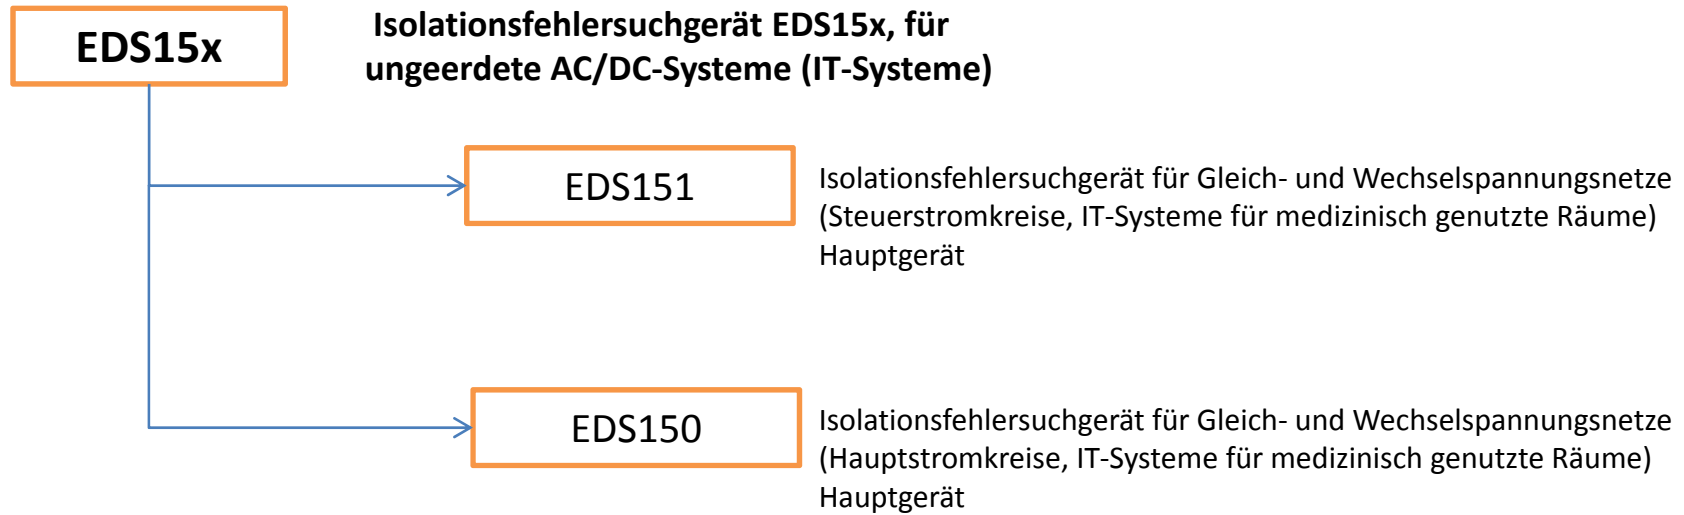 EDS15x
Isolationsfehlersuchgerät EDS15x, für
ungeerdete AC/DC-Systeme (IT-Systeme)
EDS151
Isolationsfehlersuchgerät für Gleich- und Wechselspannungsnetze
(Steuerstromkreise, IT-Systeme für medizinisch genutzte Räume)
Hauptgerät
EDS150
Isolationsfehlersuchgerät für Gleich- und Wechselspannungsnetze
(Hauptstromkreise, IT-Systeme für medizinisch genutzte Räume)
Hauptgerät